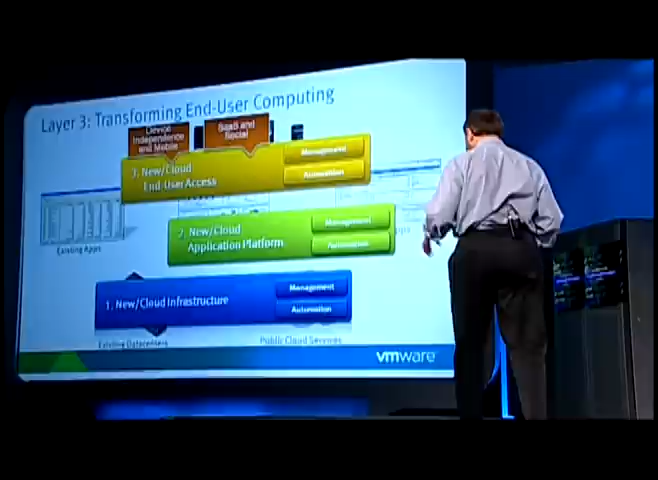 Layer 3: Transforming End-User Computing
Device
Independence
and Mobile
SaaS and
Social
3. New/Cloud
End-User Access
Management
Automation
2. New/Cloud
Application Platform
Management
Automation
Existing Apps
1. New/Cloud Infrastructure
Management
Automation
Existing Datacenters
Public Cloud Services
vmware